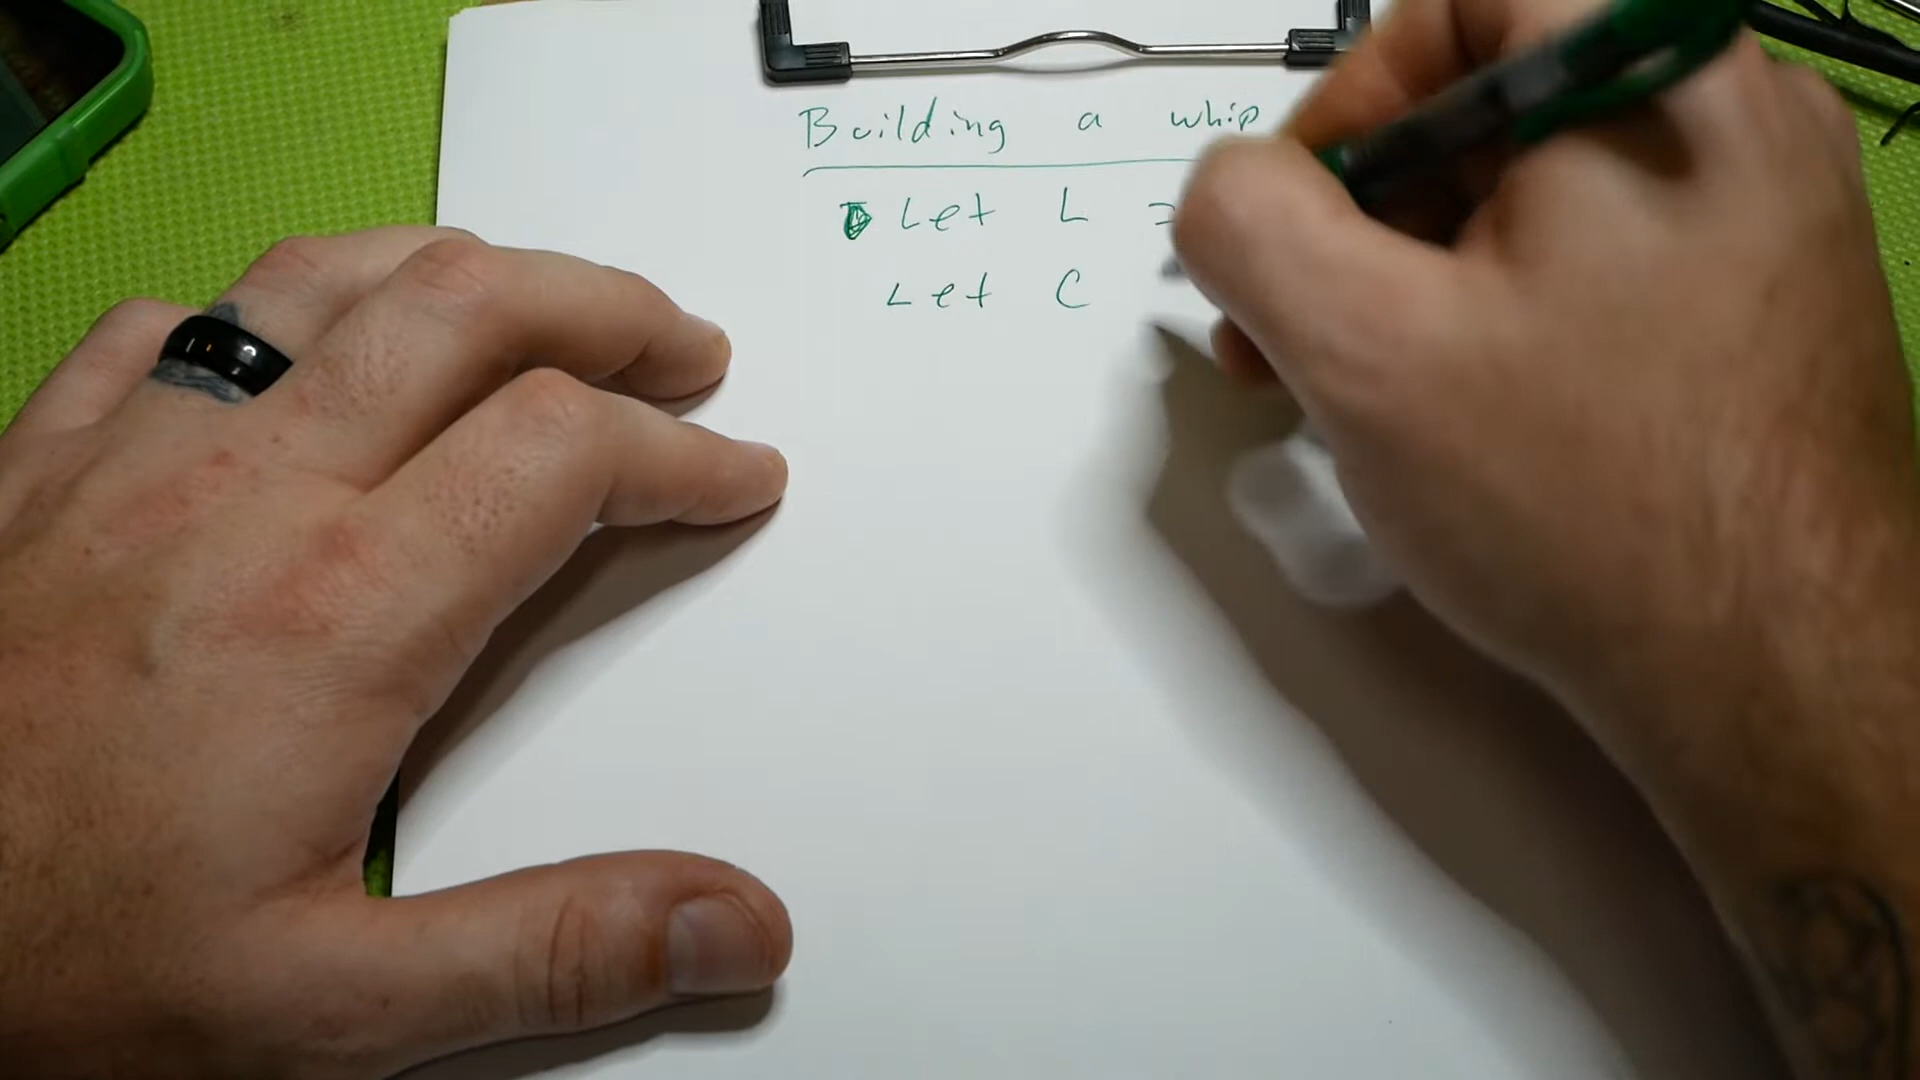 Building a whip
Let L =
Let C